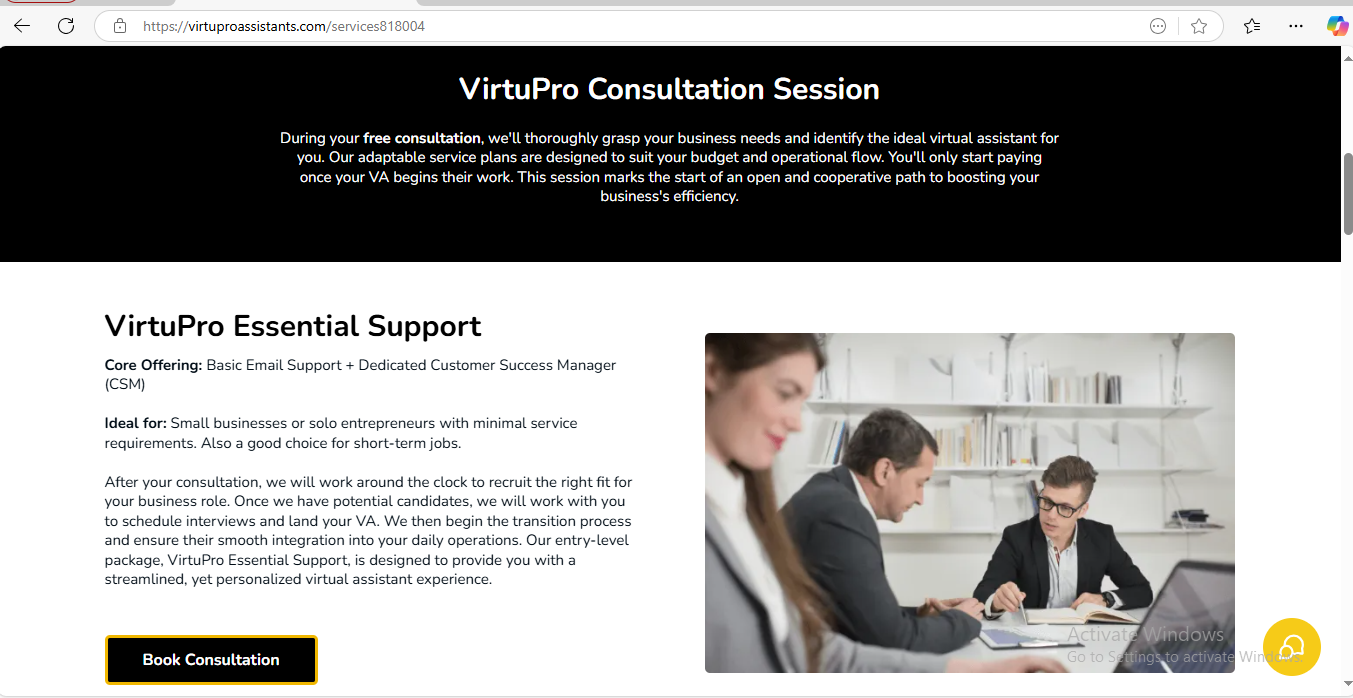 https://virtuproassistants.com/services818004
VirtuPro Consultation Session
During your free consultation, we'll thoroughly grasp your business needs and identify the ideal virtual assistant for
you. Our adaptable service plans are designed to suit your budget and operational flow. You'll only start paying
once your VA begins their work. This session marks the start of an open and cooperative path to boosting your
business's efficiency.
VirtuPro Essential Support
Core Offering: Basic Email Support + Dedicated Customer Success Manager
(CSM)
Ideal for: Small businesses or solo entrepreneurs with minimal service
requirements. Also a good choice for short-term jobs.
After your consultation, we will work around the clock to recruit the right fit for
your business role. Once we have potential candidates, we will work with you
to schedule interviews and land your VA. We then begin the transition process
and ensure their smooth integration into your daily operations. Our entry-level
package, VirtuPro Essential Support, is designed to provide you with a
streamlined, yet personalized virtual assistant experience.
Book Consultation
Activate Windows
Go to Settings to activate Windows.